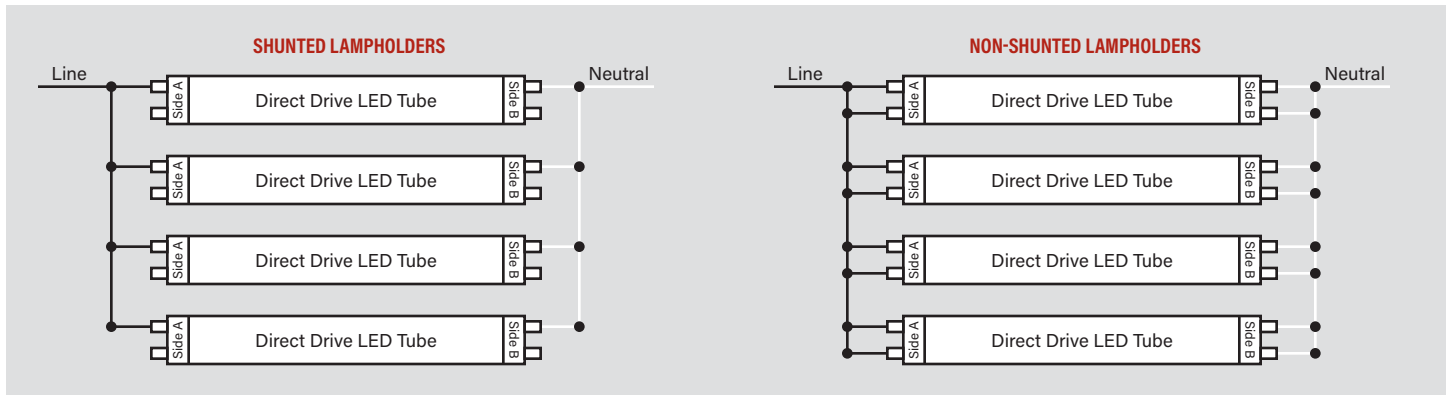 SHUNTED LAMPHOLDERS
Line
Neutral
Side A
Direct Drive LED Tube
Side B
Side A
Direct Drive LED Tube
Side B
Side A
Direct Drive LED Tube
Side B
Side A
Direct Drive LED Tube
Side B
NON-SHUNTED LAMPHOLDERS
Line
Neutral
Side A
Direct Drive LED Tube
Side B
Side A
Direct Drive LED Tube
Side B
Side A
Direct Drive LED Tube
Side B
Side A
Direct Drive LED Tube
Side B